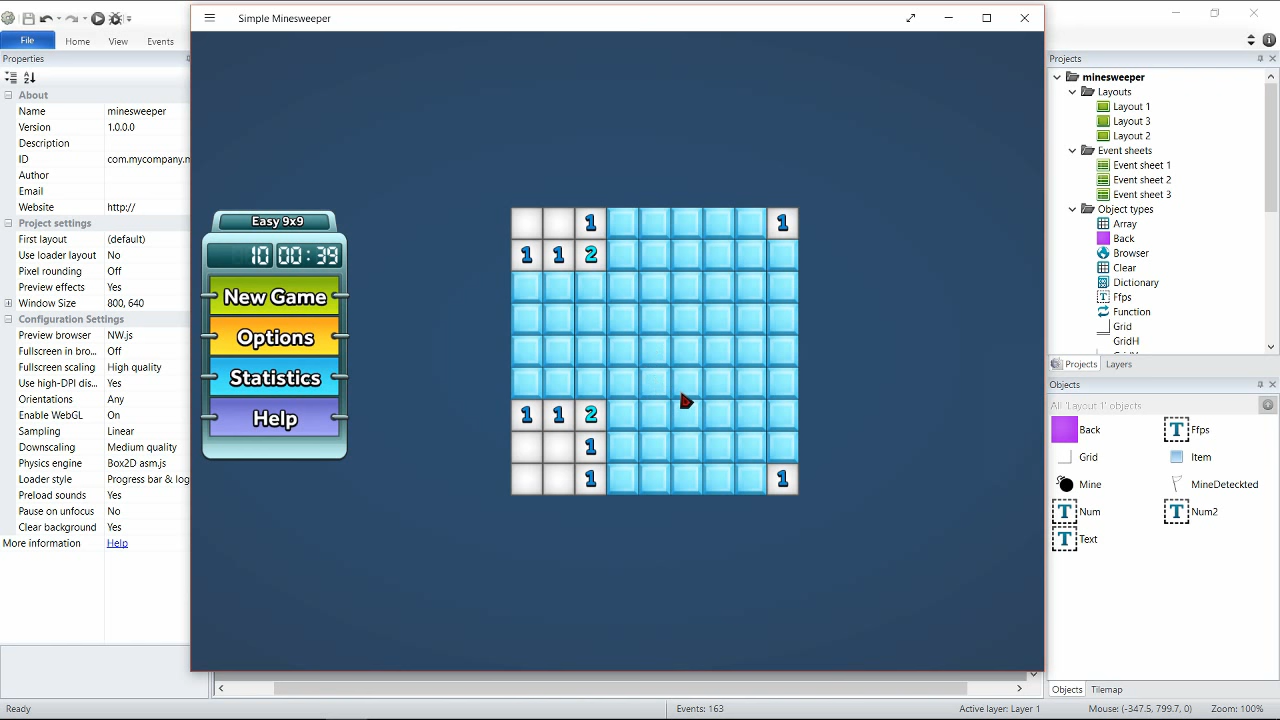 Simple Minesweeper
File Home View Events
Properties
About
Name minesweeper
Version 1.0.0.0
Description
ID com.mycompany.m
Author
Email
Website http://
Project settings
First layout (default)
Use loader layout No
Pixel rounding Off
Preview effects Yes
Window Size 800, 640
Configuration Settings
Preview browser NW.js
Fullscreen in bro... Off
Fullscreen scaling High quality
Use high-DPI dis... Yes
Orientations Any
Enable WebGL On
Sampling Linear
Downscaling Medium quality
Physics engine Box2D asm.js
Loader style Progress bar & log
Preload sounds Yes
Pause on unfocus No
Clear background Yes
More information Help
Easy 9x9
10 00:39
New Game
Options
Statistics
Help
1 1
1 1 2
1 1 2
1
1 1
Projects
minesweeper
Layouts
Layout 1
Layout 3
Layout 2
Event sheets
Event sheet 1
Event sheet 2
Event sheet 3
Object types
Array
Back
Browser
Clear
Dictionary
Ffps
Function
Grid
GridH
Projects Layers
Objects
All 'Layout 1' objects
Back Ffps
Grid Item
Mine MineDeteckted
Num Num2
Text
Objects Tilemap
Ready Events: 163 Active layer: Layer 1 Mouse: (-347.5, 799.7, 0) Zoom: 100%